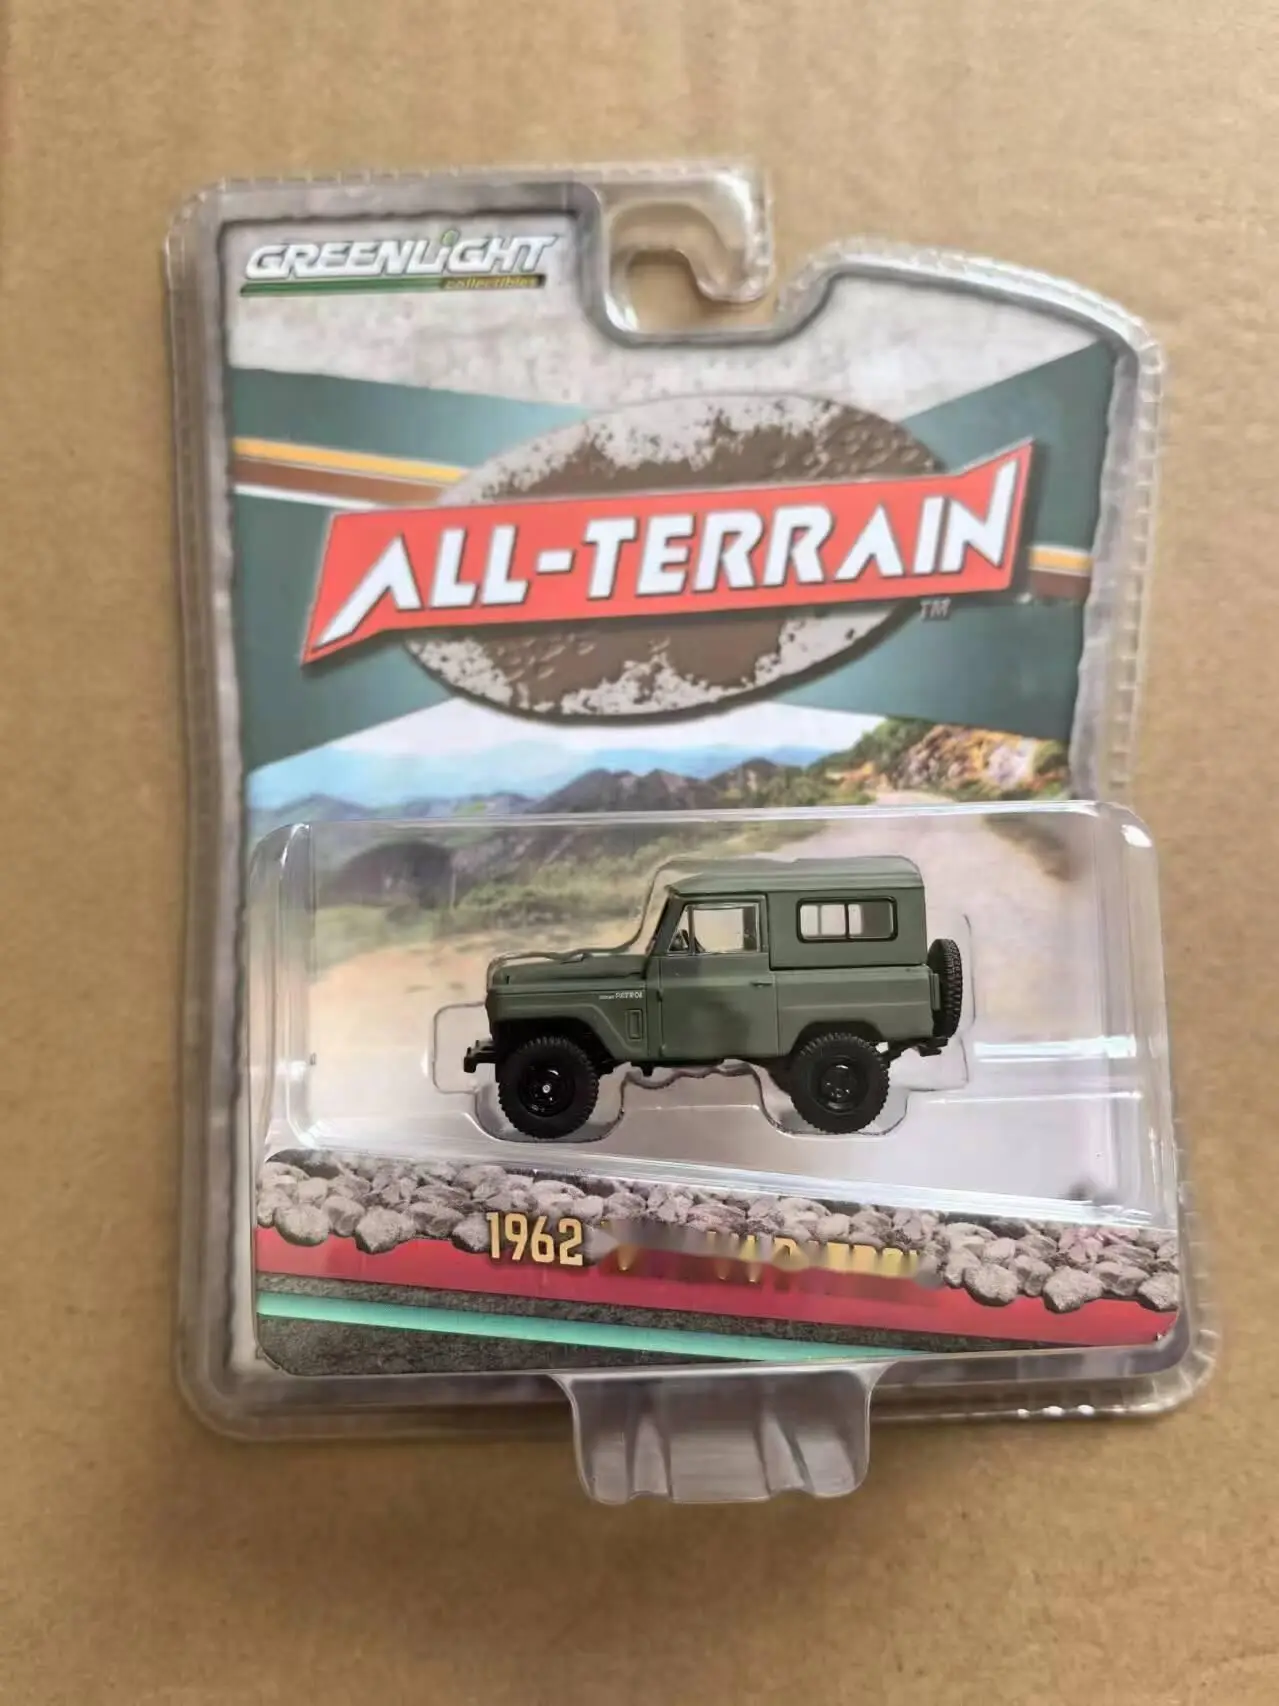 GREENLiGHT
collectibles
ALL-TERRAIN
TM
PATROL
1962